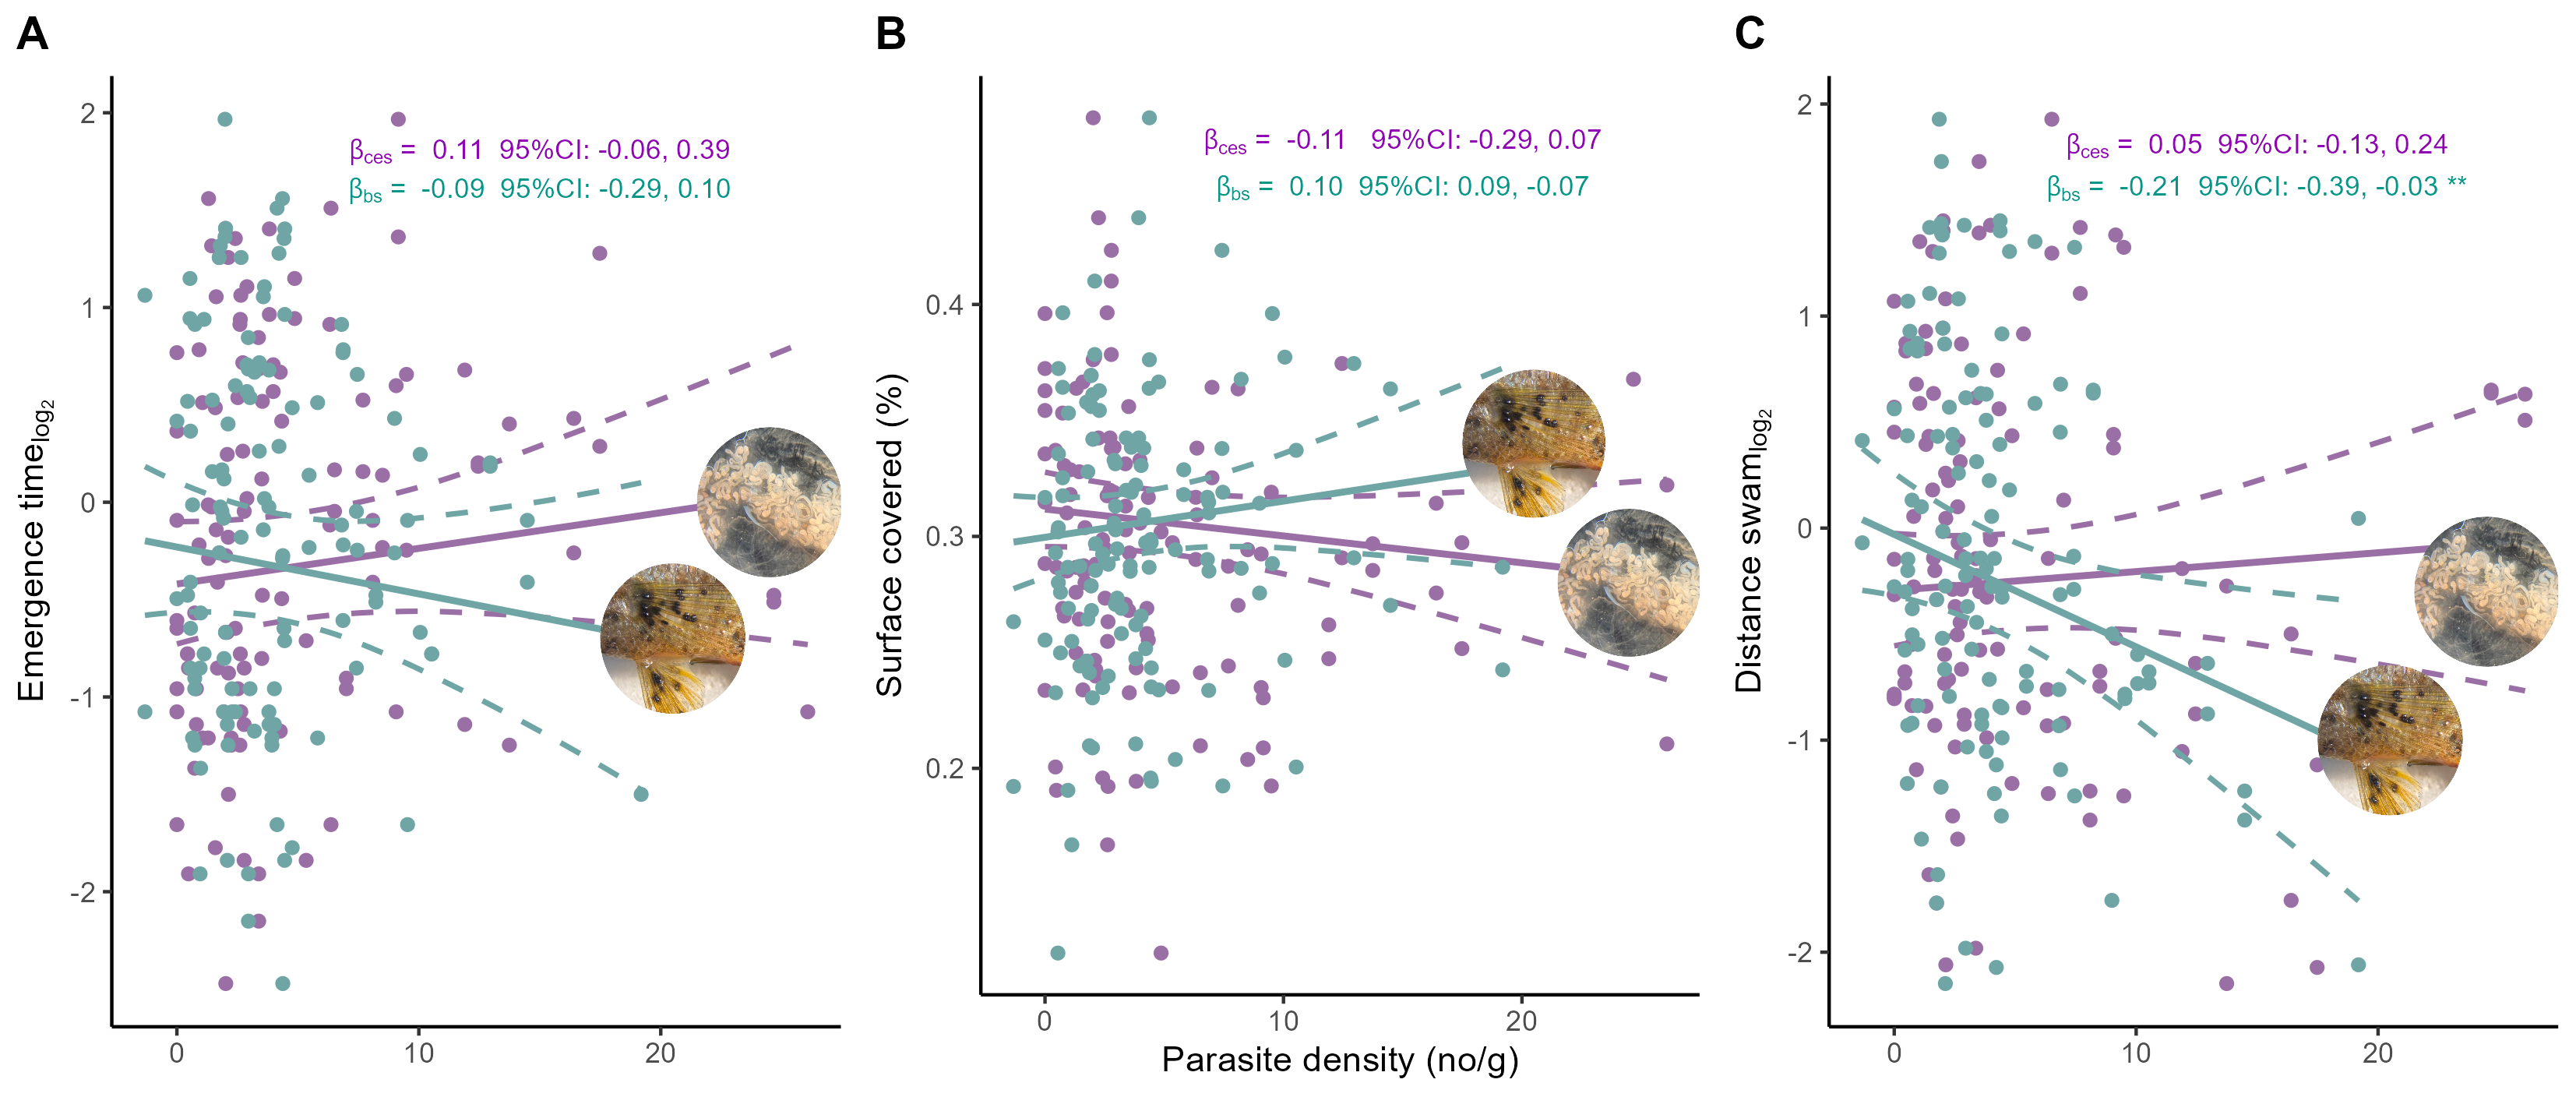 A
B
C
βces = 0.11 95%CI: -0.06, 0.39
βbs = -0.09 95%CI: -0.29, 0.10
βces = -0.11 95%CI: -0.29, 0.07
βbs = 0.10 95%CI: 0.09, -0.07
βces = 0.05 95%CI: -0.13, 0.24
βbs = -0.21 95%CI: -0.39, -0.03 **
Emergence timelog2
2
1
0
-1
-2
0
10
20
Surface covered (%)
0.4
0.3
0.2
0
10
20
Parasite density (no/g)
Distance swamlog2
2
1
0
-1
-2
0
10
20